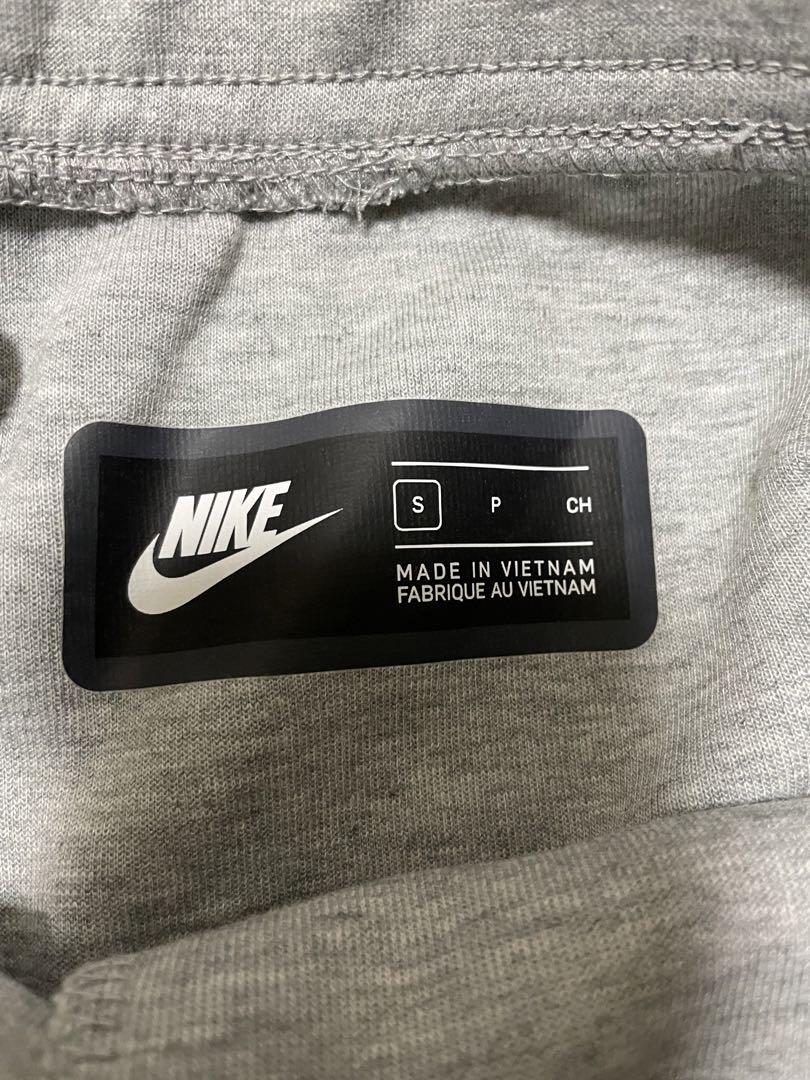 NIKE
S P CH
MADE IN VIETNAM
FABRIQUE AU VIETNAM